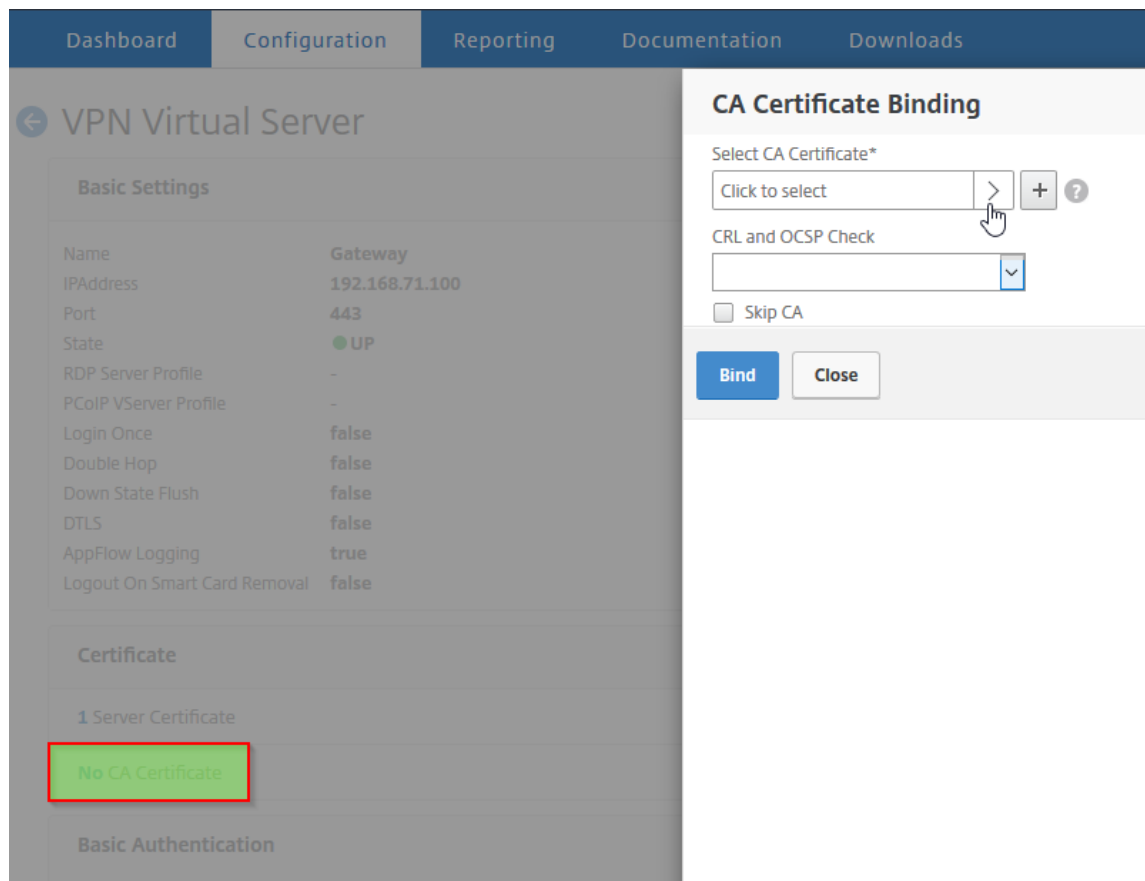 Dashboard Configuration Reporting Documentation Downloads
VPN Virtual Server
Basic Settings
Name Gateway
IPAddress 192.168.71.100
Port 443
State UP
RDP Server Profile -
PCoIP VServer Profile -
Login Once false
Double Hop false
Down State Flush false
DTLS false
AppFlow Logging true
Logout On Smart Card Removal false
Certificate
1 Server Certificate
No CA Certificate
Basic Authentication
CA Certificate Binding
Select CA Certificate*
Click to select > + ?
CRL and OCSP Check
Skip CA
Bind Close